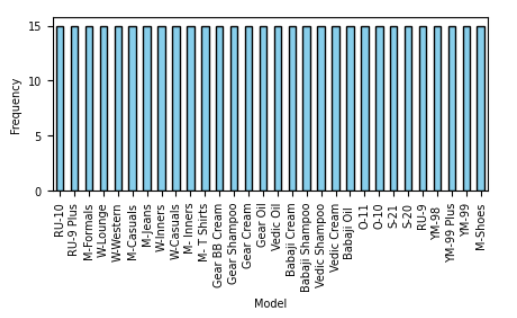 15
10
5
0
Frequency
RU-10
RU-9 Plus
M-Formals
W-Lounge
W-Western
M-Casuals
M-Jeans
W-Inners
W-Casuals
M- Inners
M- T Shirts
Gear BB Cream
Gear Shampoo
Gear Cream
Gear Oil
Vedic Oil
Babaji Cream
Babaji Shampoo
Vedic Shampoo
Vedic Cream
Babaji Oil
O-11
O-10
S-21
S-20
RU-9
YM-98
YM-99 Plus
YM-99
M-Shoes
Model